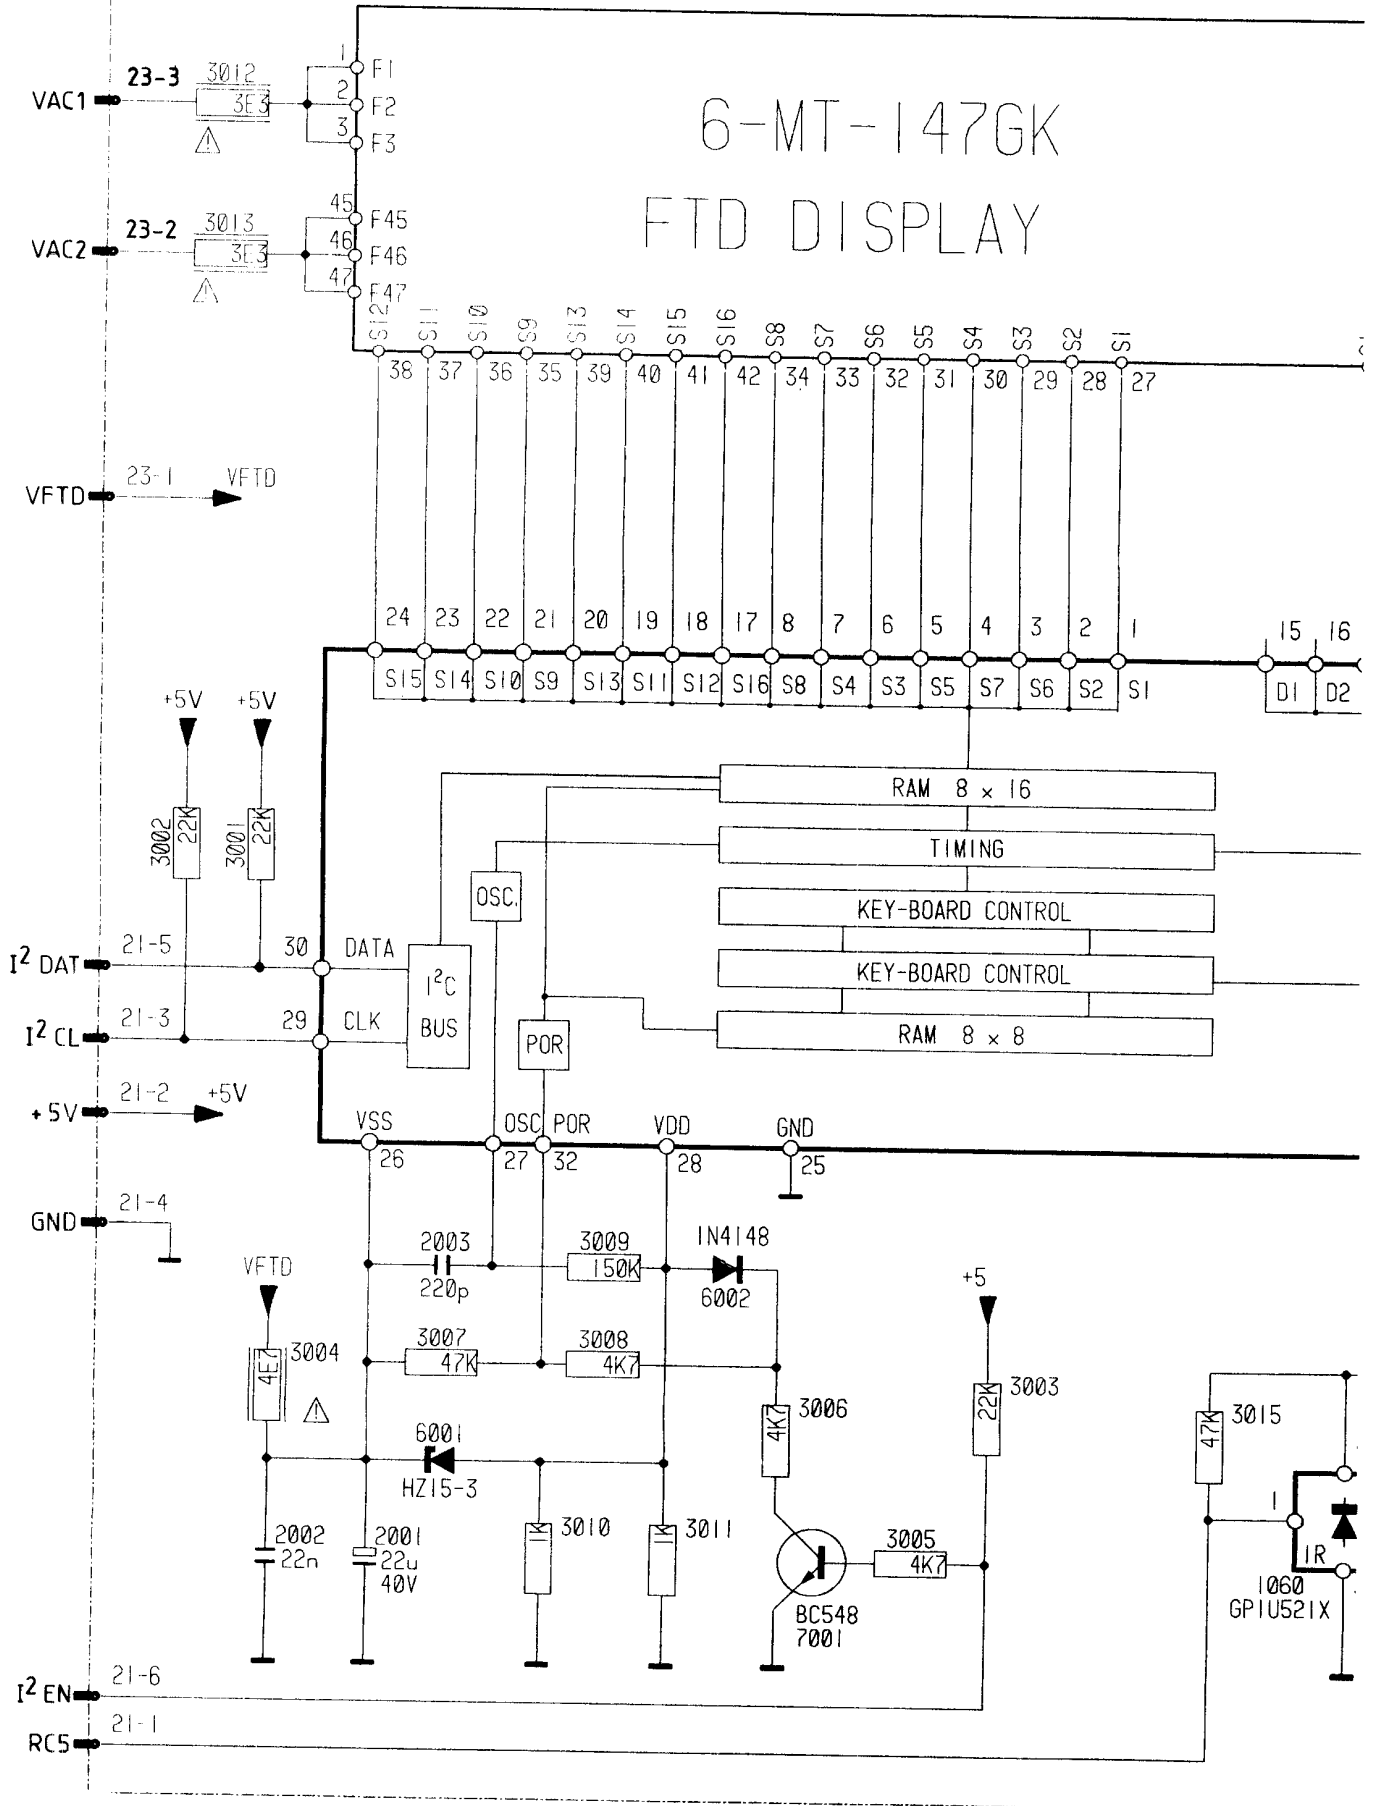 6-MT-147GK
FTD DISPLAY
VAC1 23-3 3012 3E3
1 F1
2 F2
3 F3
VAC2 23-2 3013 3E3
45 F45
46 F46
47 F47
S12 S11 S10 S9 S13 S14 S15 S16 S8 S7 S6 S5 S4 S3 S2 S1
38 37 36 35 39 40 41 42 34 33 32 31 30 29 28 27
VFTD 23-1 VFTD
24 23 22 21 20 19 18 17 8 7 6 5 4 3 2 1 15 16
S15 S14 S10 S9 S13 S11 S12 S16 S8 S4 S3 S5 S7 S6 S2 S1 D1 D2
+5V +5V
3002 22K 3001 22K
RAM 8 x 16
TIMING
OSC.
KEY-BOARD CONTROL
KEY-BOARD CONTROL
RAM 8 x 8
I² DAT 21-5 30 DATA
I²C
BUS
I² CL 21-3 29 CLK
POR
+5V 21-2 +5V
VSS OSC POR VDD GND
26 27 32 28 25
GND 21-4
VFTD
2003
220p
3009
150K
1N4148
6002
+5
4E7 3004
3007
47K
3008
4K7
4K7 3006
22K 3003
47K 3015
6001
HZ15-3
2002
22n
2001
22u
40V
1K 3010
1K 3011
3005
4K7
BC548
7001
1
IR
1060
GP1U521X
I² EN 21-6
RC5 21-1